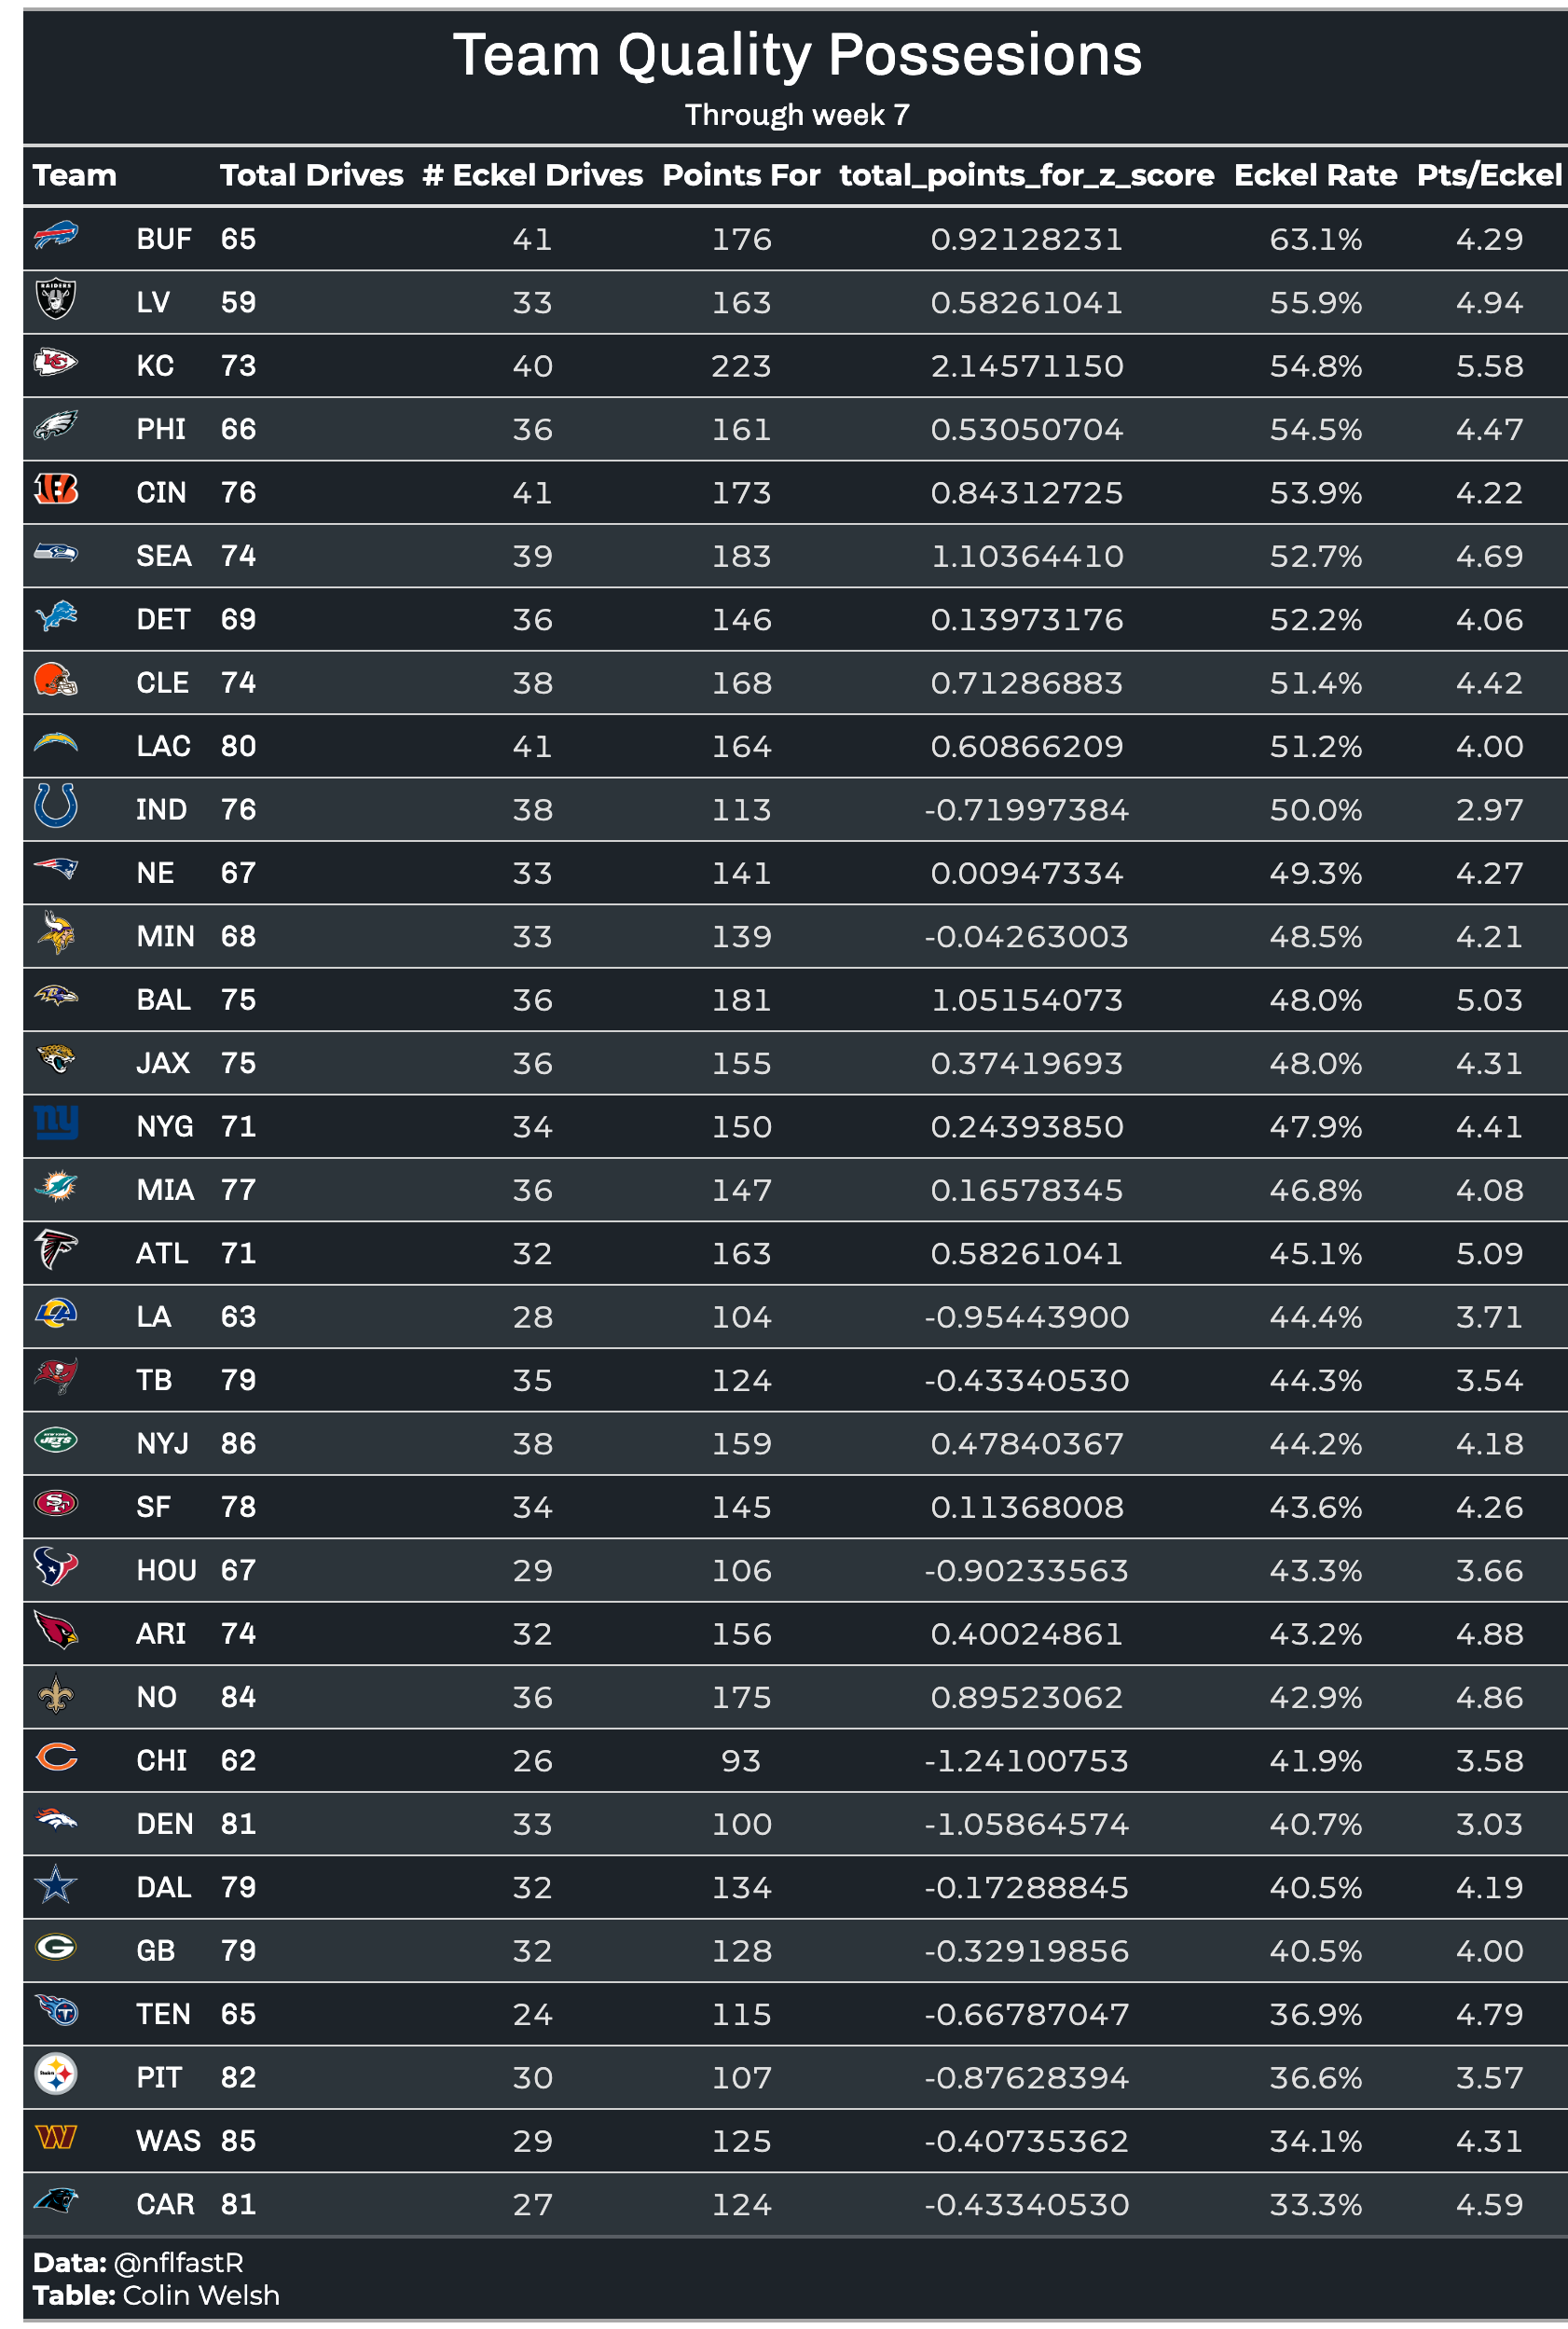 Team Quality Possesions
Through week 7
Team Total Drives # Eckel Drives Points For total_points_for_z_score Eckel Rate Pts/Eckel
BUF 65 41 176 0.92128231 63.1% 4.29
RAIDERS LV 59 33 163 0.58261041 55.9% 4.94
KC KC 73 40 223 2.14571150 54.8% 5.58
PHI 66 36 161 0.53050704 54.5% 4.47
B CIN 76 41 173 0.84312725 53.9% 4.22
SEA 74 39 183 1.10364410 52.7% 4.69
DET 69 36 146 0.13973176 52.2% 4.06
CLE 74 38 168 0.71286883 51.4% 4.42
LAC 80 41 164 0.60866209 51.2% 4.00
IND 76 38 113 -0.71997384 50.0% 2.97
NE 67 33 141 0.00947334 49.3% 4.27
MIN 68 33 139 -0.04263003 48.5% 4.21
B BAL 75 36 181 1.05154073 48.0% 5.03
JAX 75 36 155 0.37419693 48.0% 4.31
ny NYG 71 34 150 0.24393850 47.9% 4.41
MIA 77 36 147 0.16578345 46.8% 4.08
ATL 71 32 163 0.58261041 45.1% 5.09
LA LA 63 28 104 -0.95443900 44.4% 3.71
TB 79 35 124 -0.43340530 44.3% 3.54
NEW YORK JETS NYJ 86 38 159 0.47840367 44.2% 4.18
SF SF 78 34 145 0.11368008 43.6% 4.26
HOU 67 29 106 -0.90233563 43.3% 3.66
ARI 74 32 156 0.40024861 43.2% 4.88
NO 84 36 175 0.89523062 42.9% 4.86
C CHI 62 26 93 -1.24100753 41.9% 3.58
DEN 81 33 100 -1.05864574 40.7% 3.03
DAL 79 32 134 -0.17288845 40.5% 4.19
G GB 79 32 128 -0.32919856 40.5% 4.00
T TEN 65 24 115 -0.66787047 36.9% 4.79
Steelers PIT 82 30 107 -0.87628394 36.6% 3.57
W WAS 85 29 125 -0.40735362 34.1% 4.31
CAR 81 27 124 -0.43340530 33.3% 4.59
Data: @nflfastR
Table: Colin Welsh